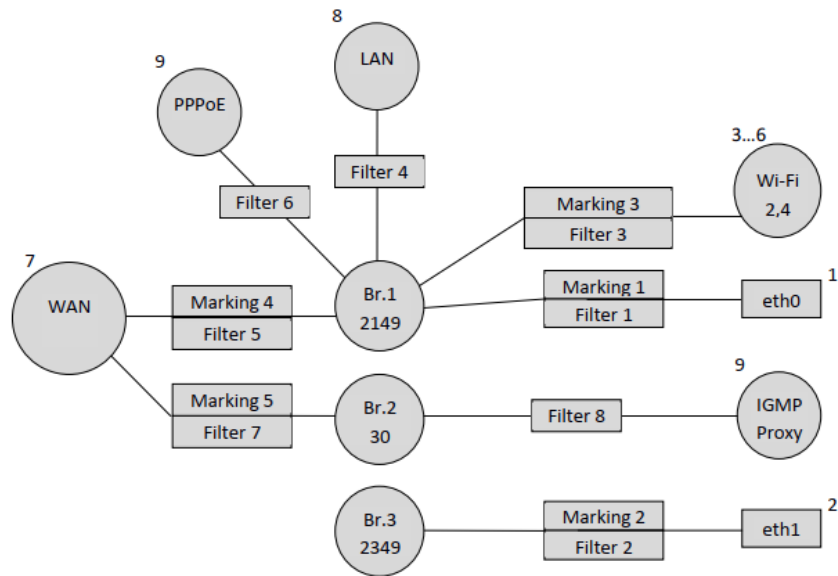 8
LAN
9
PPPoE
3...6
Wi-Fi
2,4
Filter 4
Filter 6
Marking 3
Filter 3
7
WAN
Marking 4
Filter 5
Br.1
2149
Marking 1
Filter 1
1
eth0
Marking 5
Filter 7
Br.2
30
Filter 8
9
IGMP
Proxy
Br.3
2349
Marking 2
Filter 2
2
eth1